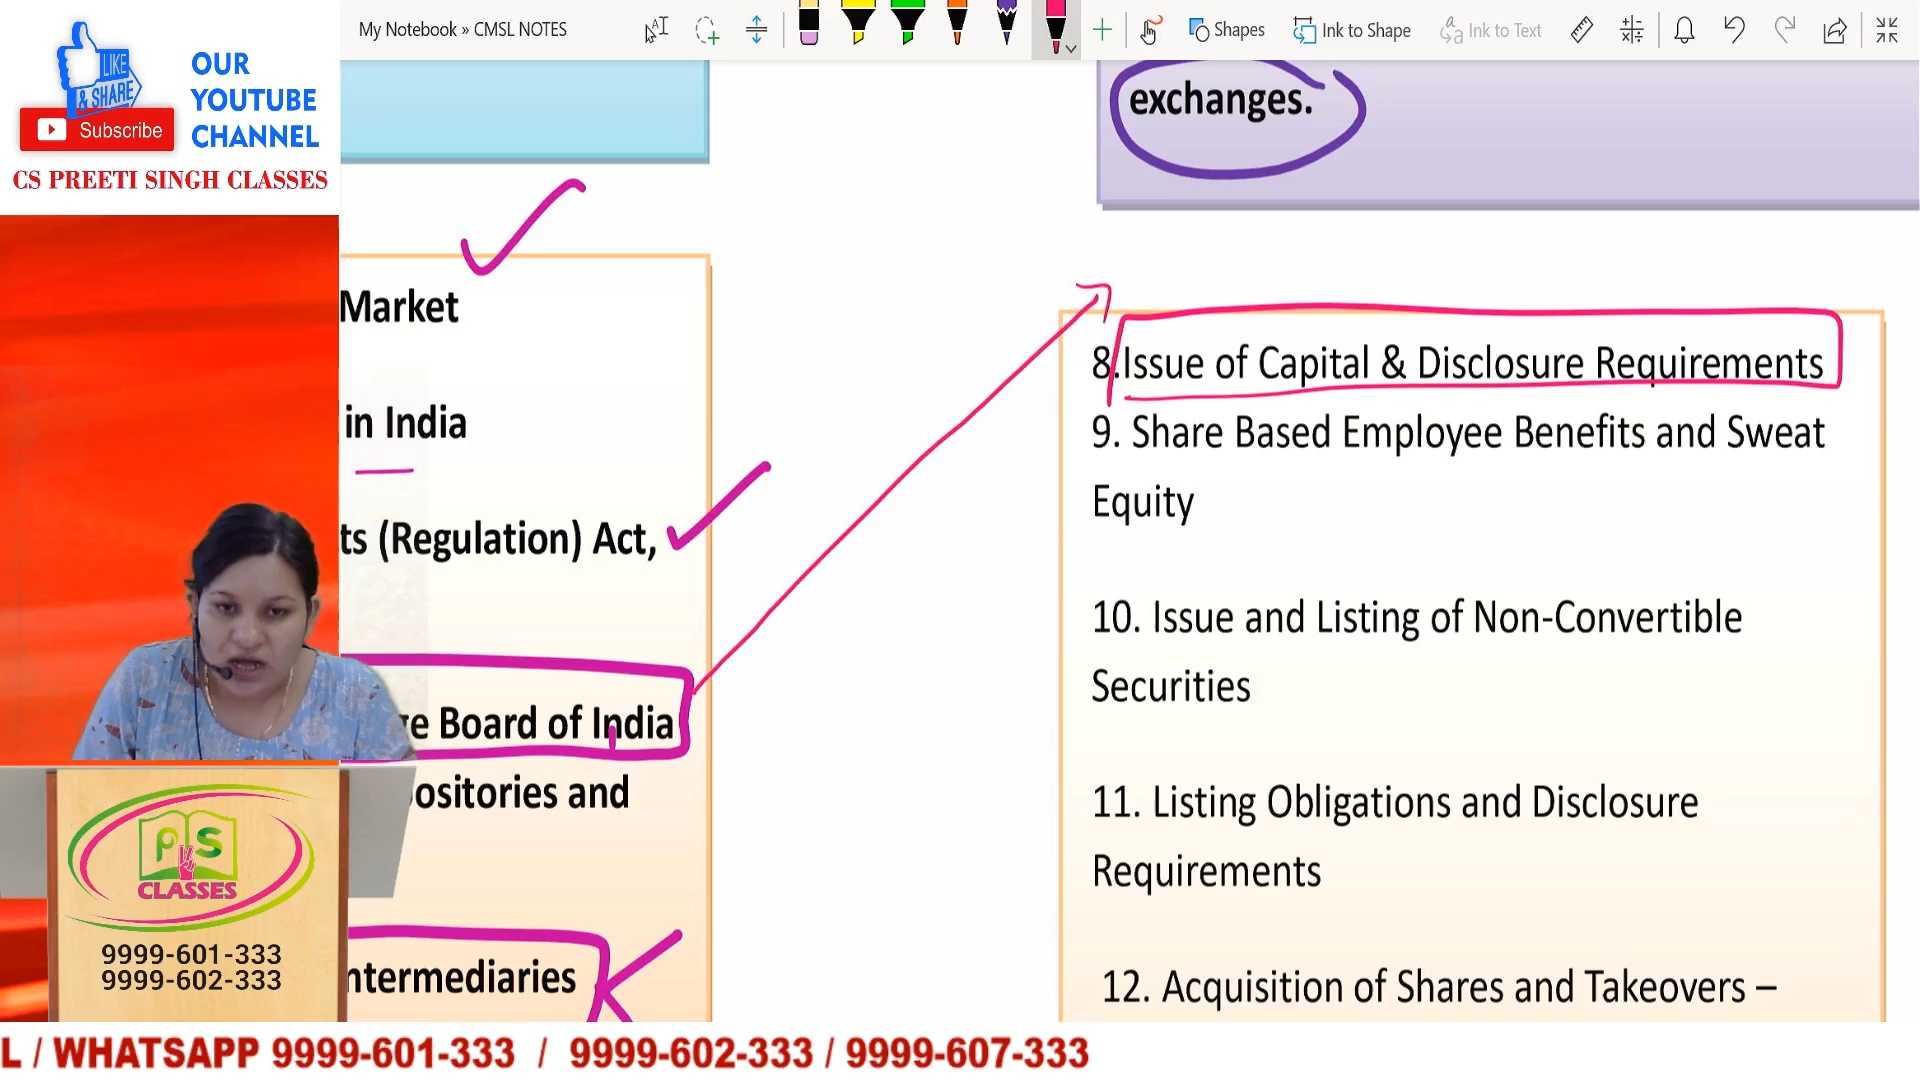 My Notebook » CMSL NOTES
Shapes
Ink to Shape
Ink to Text
LIKE
& SHARE
Subscribe
OUR
YOUTUBE
CHANNEL
CS PREETI SINGH CLASSES
exchanges.
Market
in India
ts (Regulation) Act,
e Board of India
ositories and
ntermediaries
8.Issue of Capital & Disclosure Requirements
9. Share Based Employee Benefits and Sweat
Equity
10. Issue and Listing of Non-Convertible
Securities
11. Listing Obligations and Disclosure
Requirements
12. Acquisition of Shares and Takeovers –
PS
CLASSES
9999-601-333
9999-602-333
L / WHATSAPP 9999-601-333 / 9999-602-333 / 9999-607-333